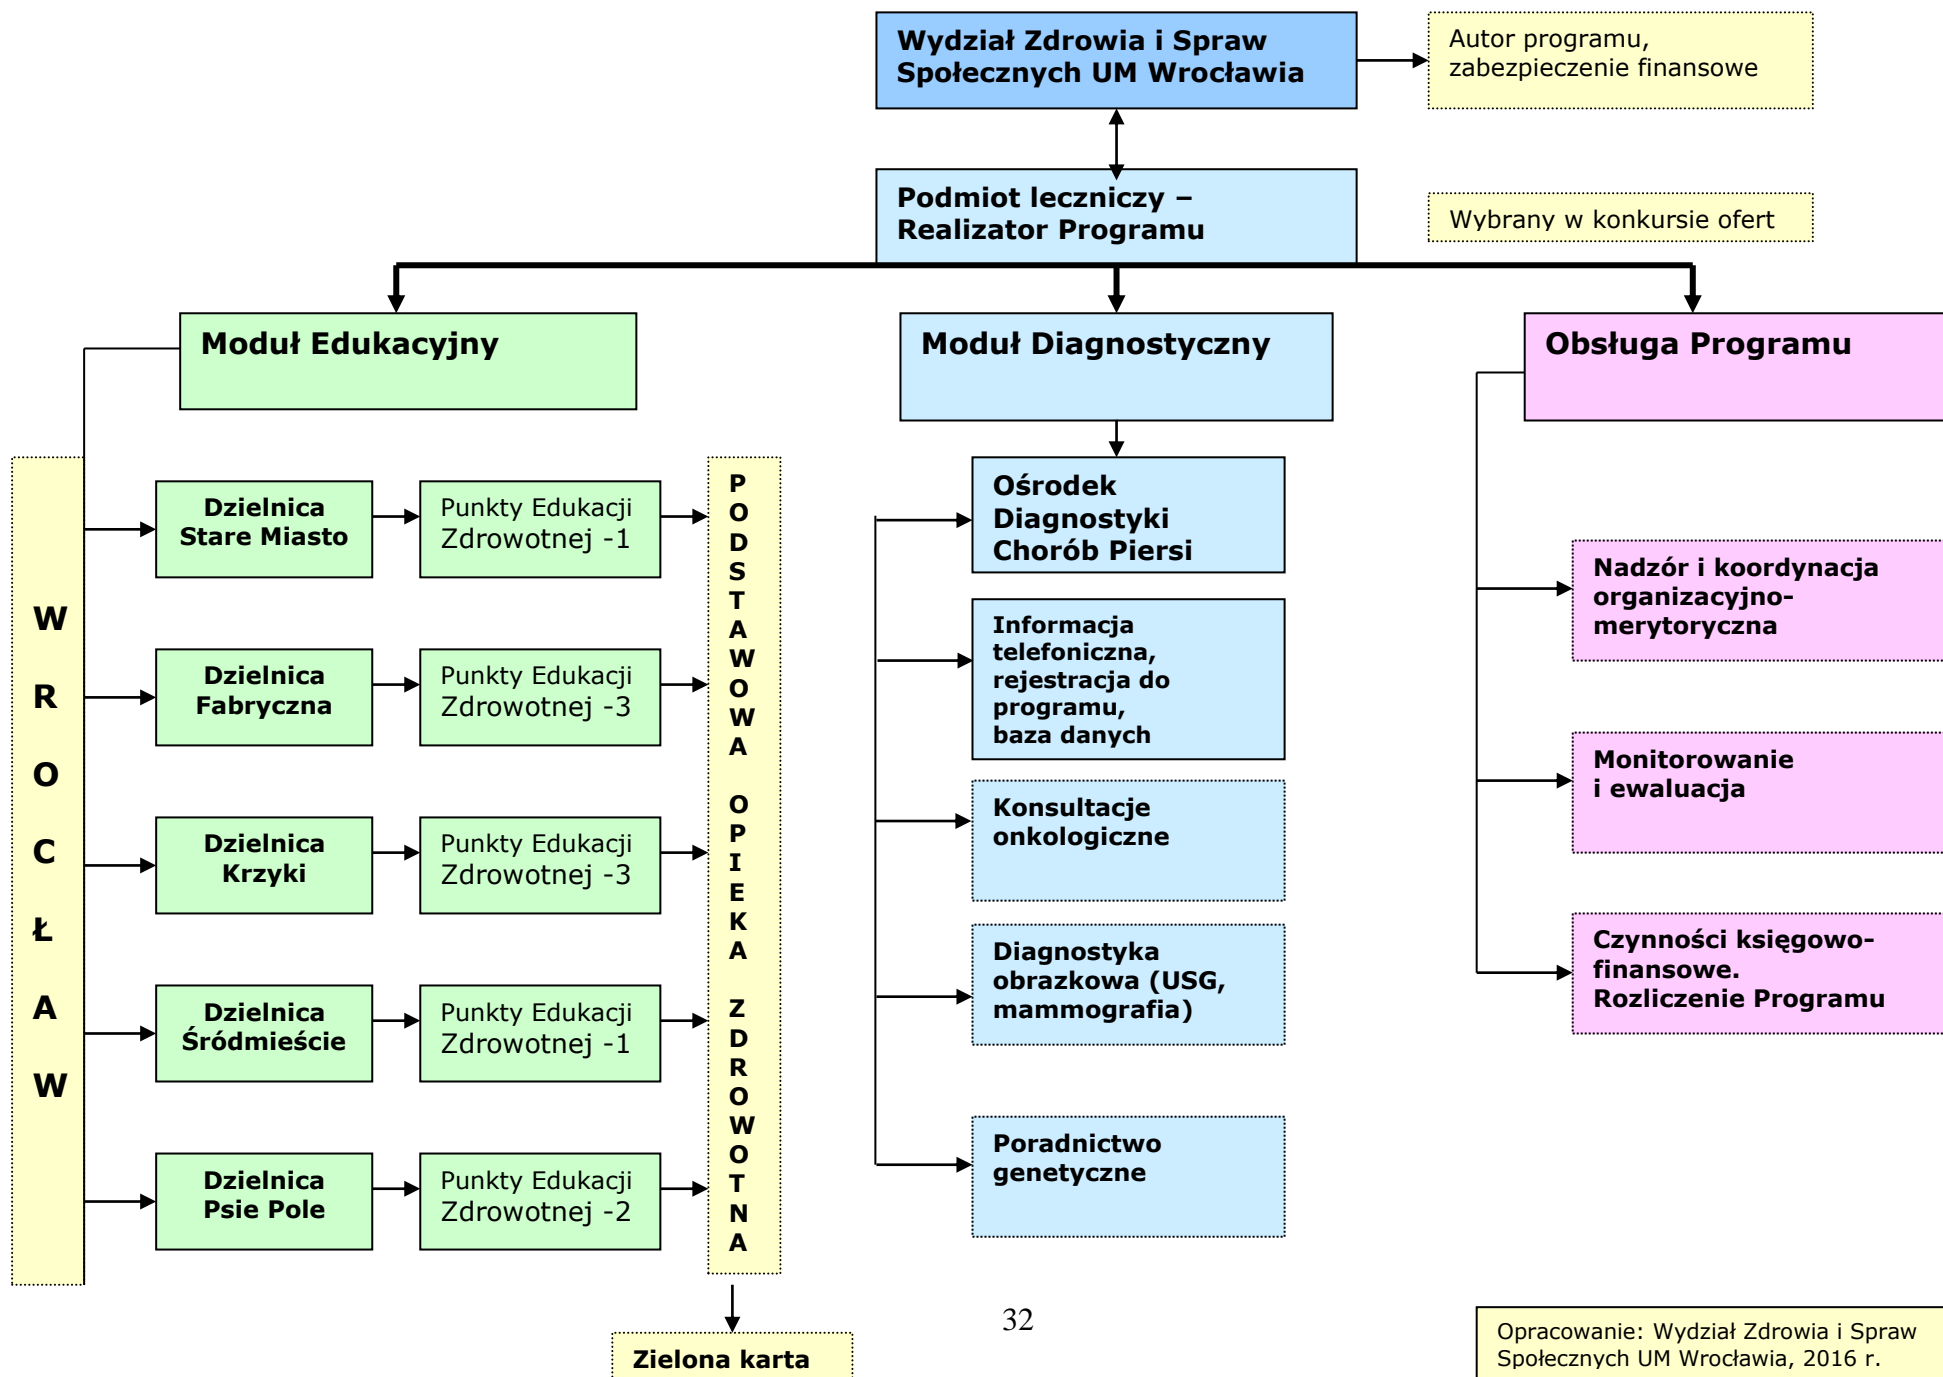 Wydział Zdrowia i Spraw
Społecznych UM Wrocławia
Autor programu,
zabezpieczenie finansowe
Podmiot leczniczy –
Realizator Programu
Wybrany w konkursie ofert
Moduł Edukacyjny
Moduł Diagnostyczny
Obsługa Programu
W
R
O
C
Ł
A
W
Dzielnica
Stare Miasto
Punkty Edukacji
Zdrowotnej -1
Dzielnica
Fabryczna
Punkty Edukacji
Zdrowotnej -3
Dzielnica
Krzyki
Punkty Edukacji
Zdrowotnej -3
Dzielnica
Śródmieście
Punkty Edukacji
Zdrowotnej -1
Dzielnica
Psie Pole
Punkty Edukacji
Zdrowotnej -2
P
O
D
S
T
A
W
O
W
A
O
P
I
E
K
A
Z
D
R
O
W
O
T
N
A
Zielona karta
Ośrodek
Diagnostyki
Chorób Piersi
Informacja
telefoniczna,
rejestracja do
programu,
baza danych
Konsultacje
onkologiczne
Diagnostyka
obrazkowa (USG,
mammografia)
Poradnictwo
genetyczne
Nadzór i koordynacja
organizacyjno-
merytoryczna
Monitorowanie
i ewaluacja
Czynności księgowo-
finansowe.
Rozliczenie Programu
32
Opracowanie: Wydział Zdrowia i Spraw
Społecznych UM Wrocławia, 2016 r.